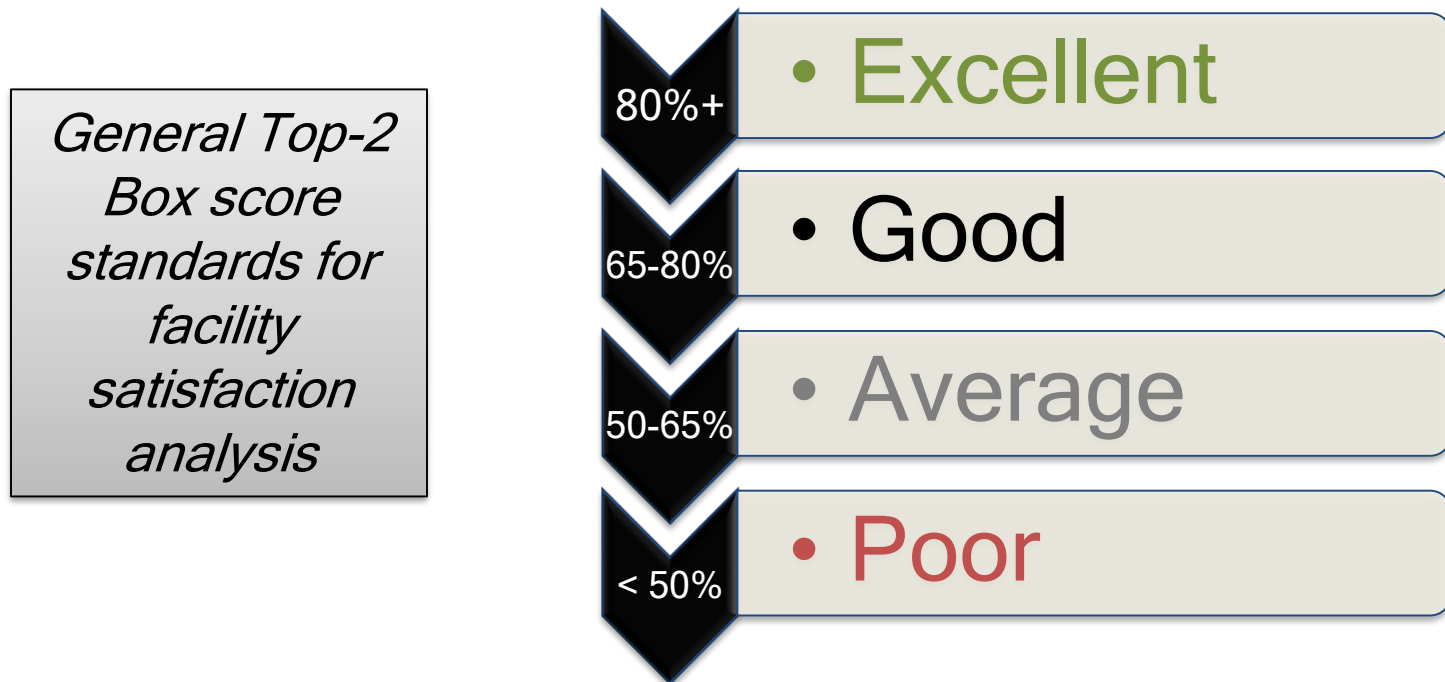 General Top-2
Box score
standards for
facility
satisfaction
analysis
80%+
• Excellent
65-80%
• Good
50-65%
• Average
< 50%
• Poor